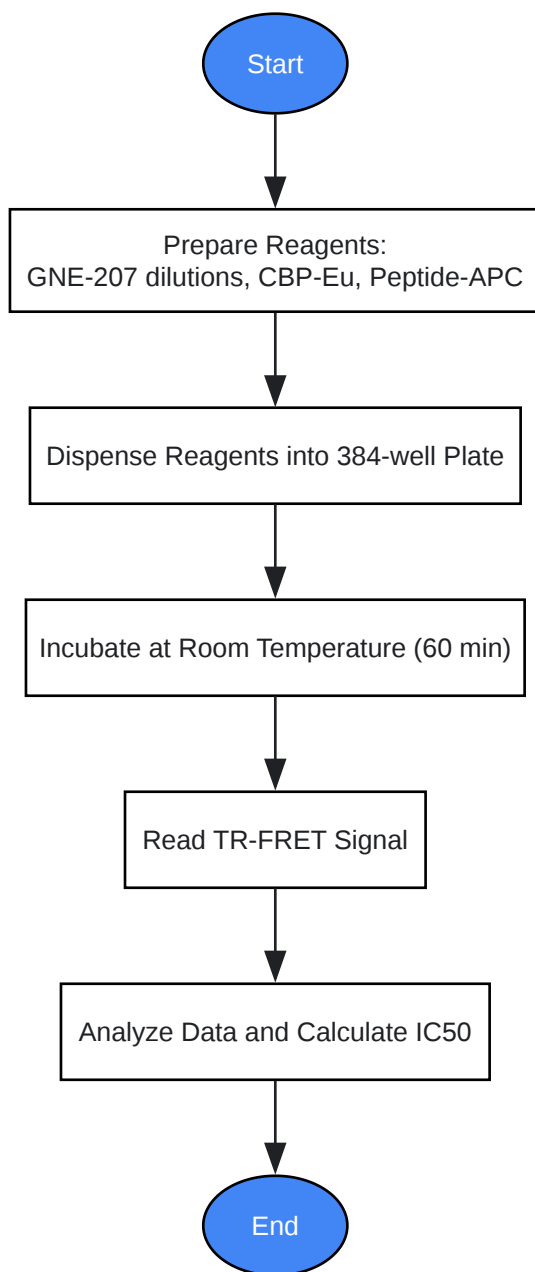 Start
Prepare Reagents:
GNE-207 dilutions, CBP-Eu, Peptide-APC
Dispense Reagents into 384-well Plate
Incubate at Room Temperature (60 min)
Read TR-FRET Signal
Analyze Data and Calculate IC50
End